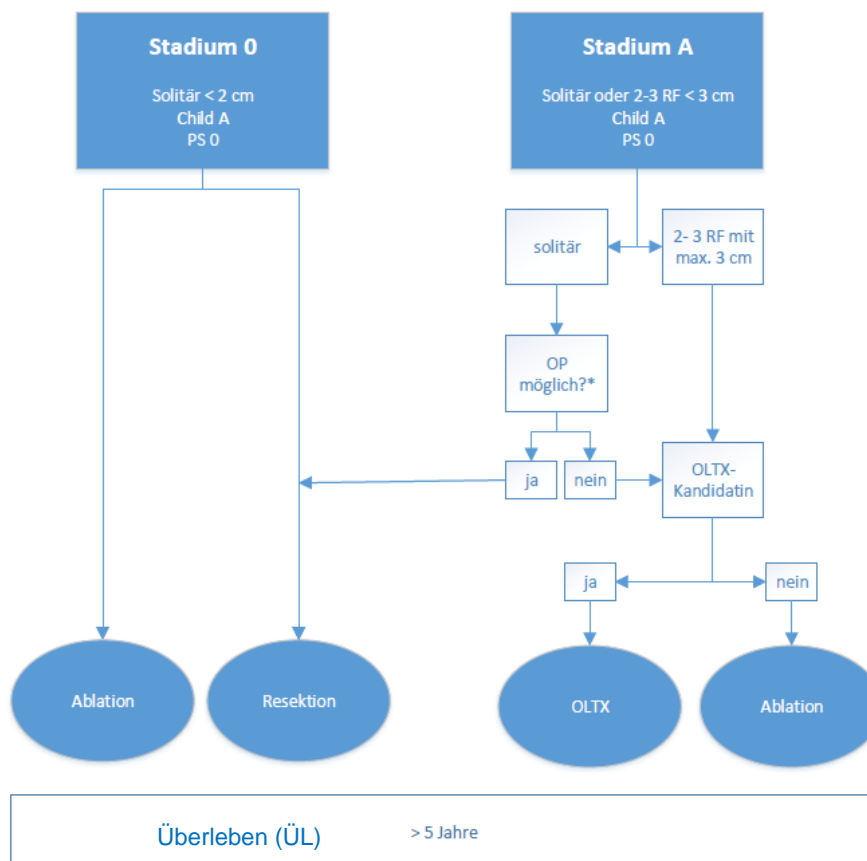 Stadium 0
Solitär < 2 cm
Child A
PS 0
Stadium A
Solitär oder 2-3 RF < 3 cm
Child A
PS 0
solitär
2- 3 RF mit
max. 3 cm
OP
möglich?*
ja
nein
OLTX-
Kandidatin
ja
nein
Ablation
Resektion
OLTX
Ablation
Überleben (ÜL)
> 5 Jahre